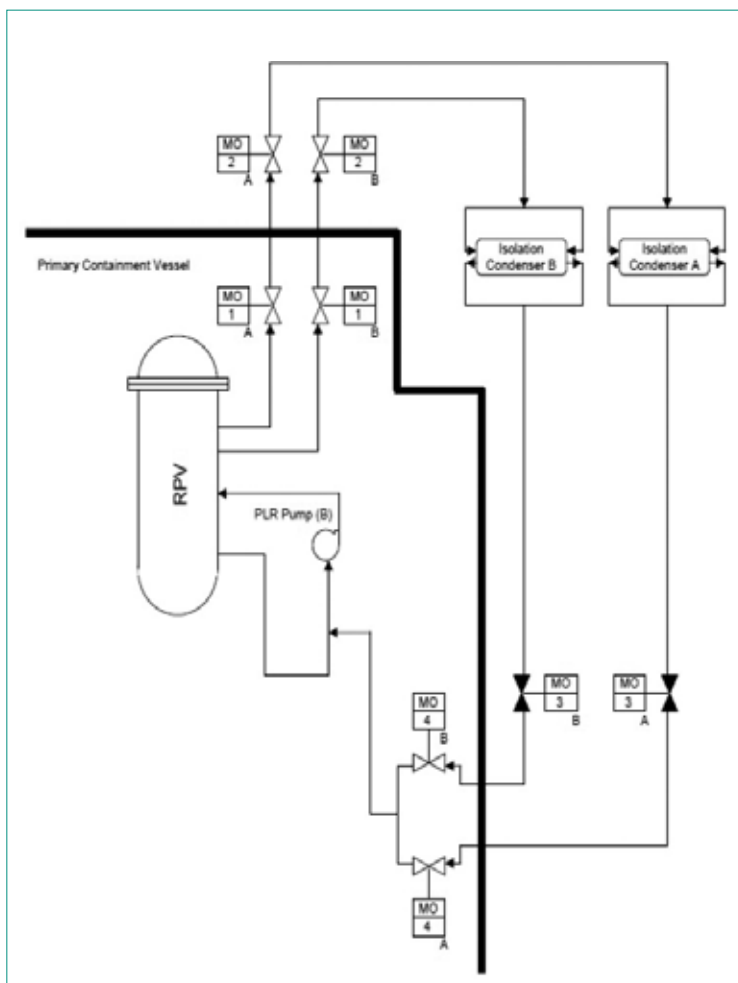 MO
2
A
MO
2
B
Primary Containment Vessel
Isolation
Condenser B
Isolation
Condenser A
MO
1
A
MO
1
B
RPV
PLR Pump (B)
MO
3
B
MO
3
A
MO
4
B
MO
4
A